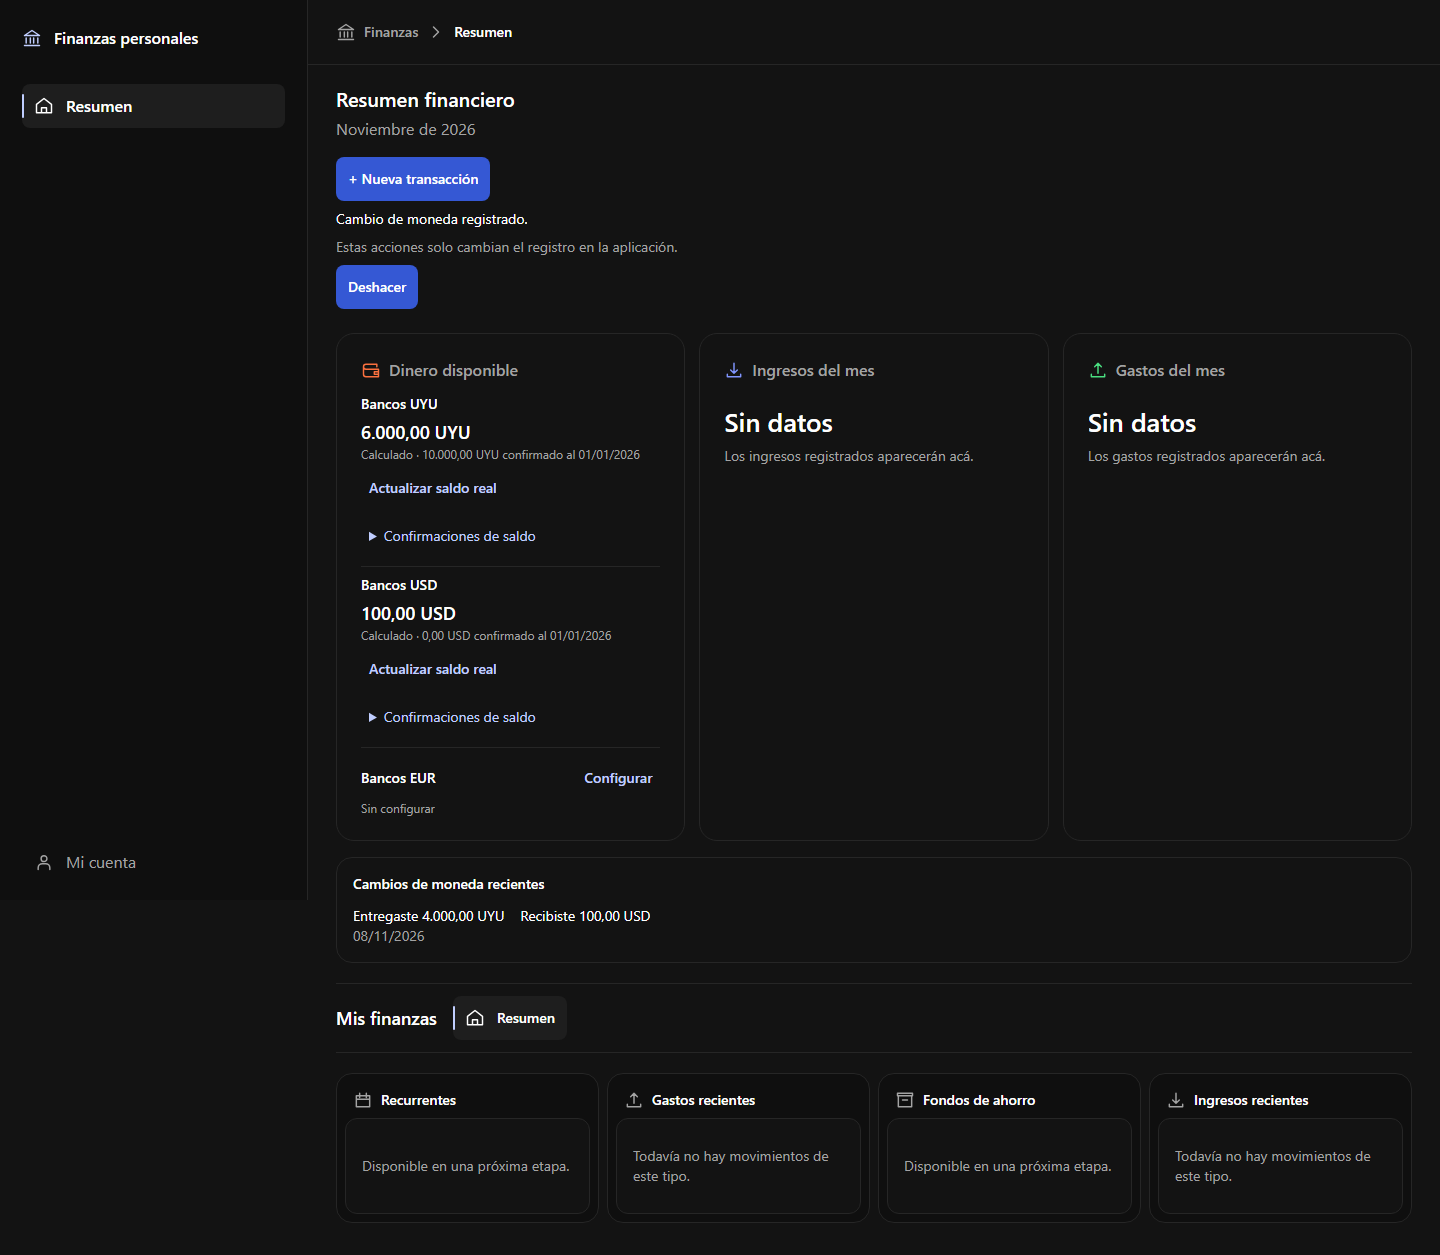 Finanzas personales
Resumen
Mi cuenta
Finanzas
Resumen
Resumen financiero
Noviembre de 2026
+ Nueva transacción
Cambio de moneda registrado.
Estas acciones solo cambian el registro en la aplicación.
Deshacer
Dinero disponible
Bancos UYU
6.000,00 UYU
Calculado · 10.000,00 UYU confirmado al 01/01/2026
Actualizar saldo real
Confirmaciones de saldo
Bancos USD
100,00 USD
Calculado · 0,00 USD confirmado al 01/01/2026
Actualizar saldo real
Confirmaciones de saldo
Bancos EUR
Configurar
Sin configurar
Ingresos del mes
Sin datos
Los ingresos registrados aparecerán acá.
Gastos del mes
Sin datos
Los gastos registrados aparecerán acá.
Cambios de moneda recientes
Entregaste 4.000,00 UYU Recibiste 100,00 USD
08/11/2026
Mis finanzas
Resumen
Recurrentes
Disponible en una próxima etapa.
Gastos recientes
Todavía no hay movimientos de
este tipo.
Fondos de ahorro
Disponible en una próxima etapa.
Ingresos recientes
Todavía no hay movimientos de
este tipo.